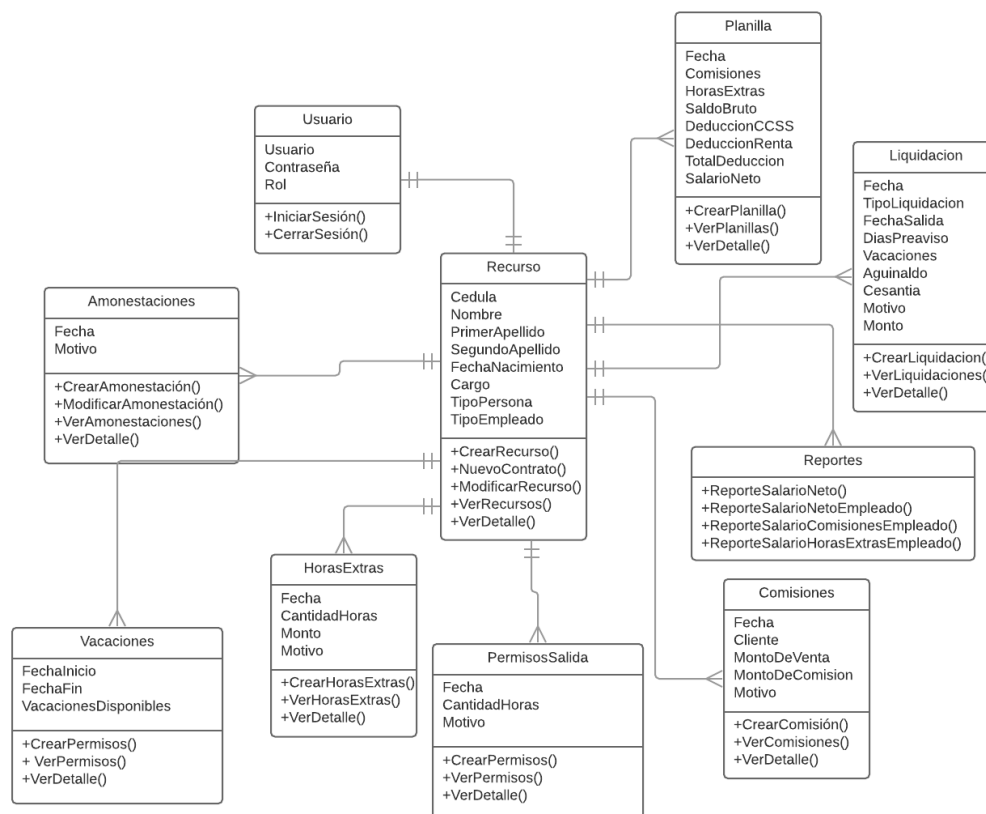 Planilla
Fecha
Comisiones
HorasExtras
SaldoBruto
DeduccionCCSS
DeduccionRenta
TotalDeduccion
SalarioNeto
+CrearPlanilla()
+VerPlanillas()
+VerDetalle()
Usuario
Usuario
Contraseña
Rol
+IniciarSesión()
+CerrarSesión()
Liquidacion
Fecha
TipoLiquidacion
FechaSalida
DiasPreaviso
Vacaciones
Aguinaldo
Cesantia
Motivo
Monto
+CrearLiquidacion()
+VerLiquidaciones()
+VerDetalle()
Recurso
Cedula
Nombre
PrimerApellido
SegundoApellido
FechaNacimiento
Cargo
TipoPersona
TipoEmpleado
+CrearRecurso()
+NuevoContrato()
+ModificarRecurso()
+VerRecursos()
+VerDetalle()
Amonestaciones
Fecha
Motivo
+CrearAmonestación()
+ModificarAmonestación()
+VerAmonestaciones()
+VerDetalle()
Reportes
+ReporteSalarioNeto()
+ReporteSalarioNetoEmpleado()
+ReporteSalarioComisionesEmpleado()
+ReporteSalarioHorasExtrasEmpleado()
HorasExtras
Fecha
CantidadHoras
Monto
Motivo
+CrearHorasExtras()
+VerHorasExtras()
+VerDetalle()
Comisiones
Fecha
Cliente
MontoDeVenta
MontoDeComision
Motivo
+CrearComisión()
+VerComisiones()
+VerDetalle()
Vacaciones
FechaInicio
FechaFin
VacacionesDisponibles
+CrearPermisos()
+ VerPermisos()
+VerDetalle()
PermisosSalida
Fecha
CantidadHoras
Motivo
+CrearPermisos()
+VerPermisos()
+VerDetalle()